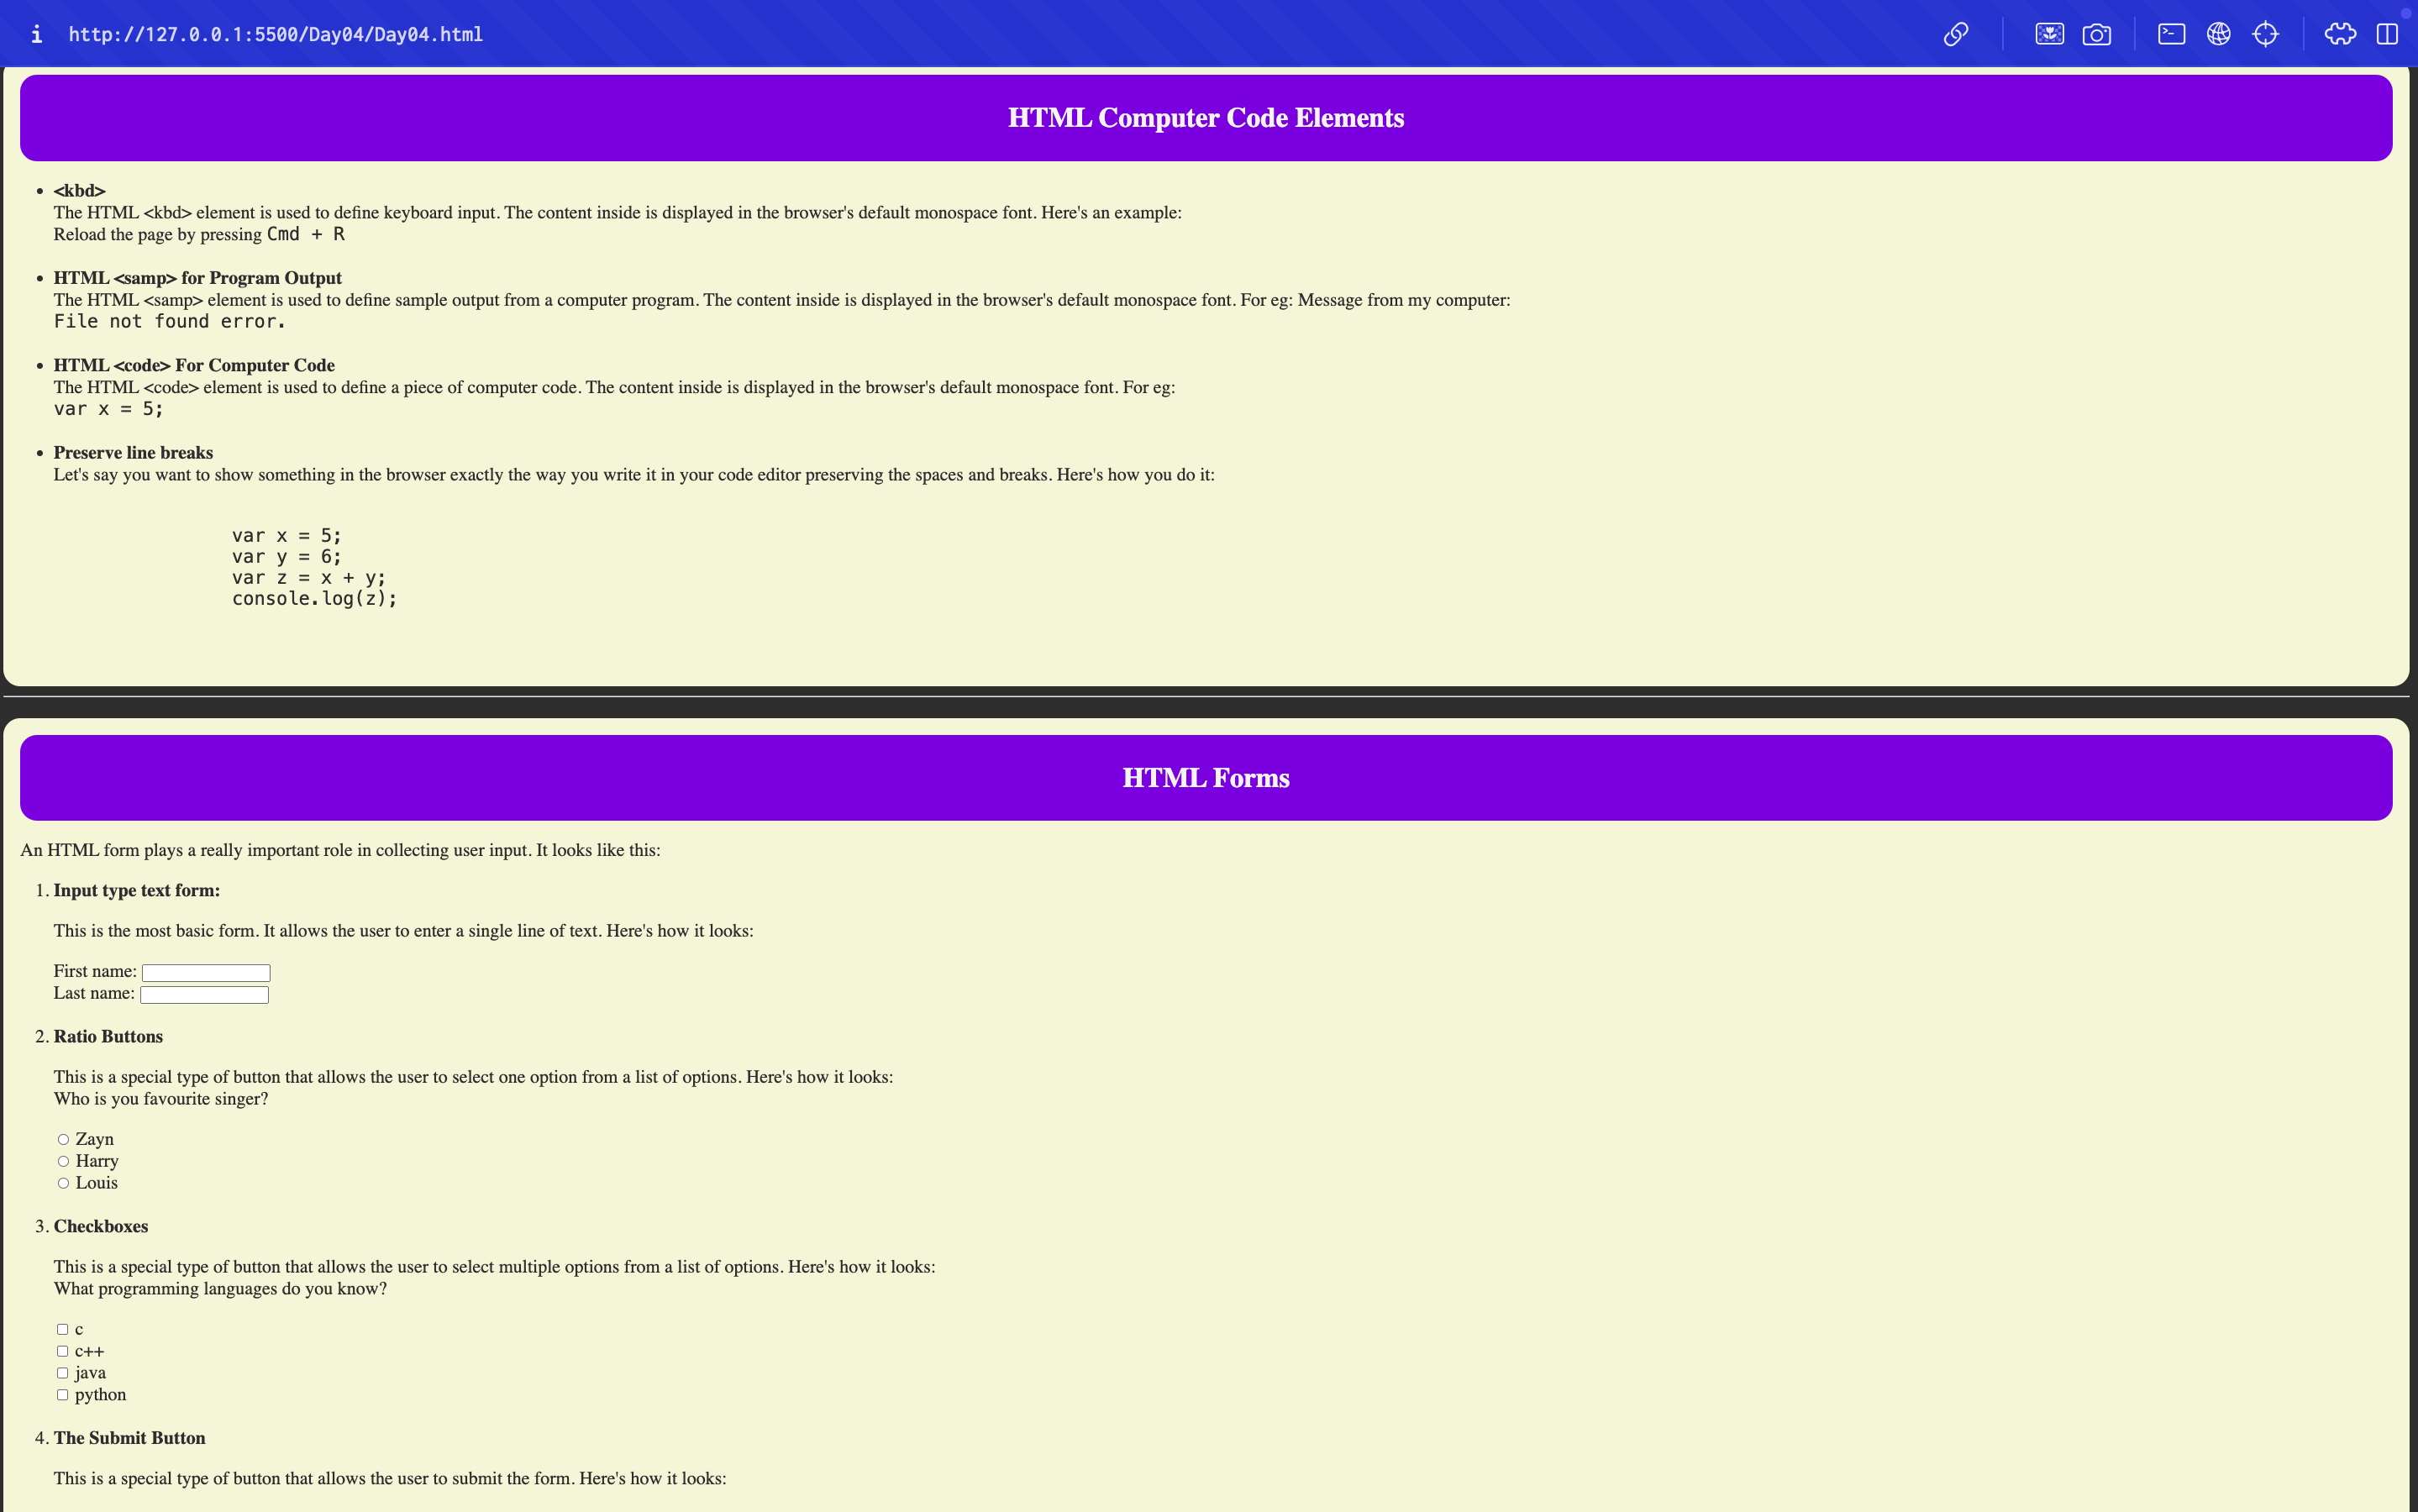 i http://127.0.0.1:5500/Day04/Day04.html
HTML Computer Code Elements
• <kbd>
The HTML <kbd> element is used to define keyboard input. The content inside is displayed in the browser's default monospace font. Here's an example:
Reload the page by pressing Cmd + R
• HTML <samp> for Program Output
The HTML <samp> element is used to define sample output from a computer program. The content inside is displayed in the browser's default monospace font. For eg: Message from my computer:
File not found error.
• HTML <code> For Computer Code
The HTML <code> element is used to define a piece of computer code. The content inside is displayed in the browser's default monospace font. For eg:
var x = 5;
• Preserve line breaks
Let's say you want to show something in the browser exactly the way you write it in your code editor preserving the spaces and breaks. Here's how you do it:
var x = 5;
var y = 6;
var z = x + y;
console.log(z);
HTML Forms
An HTML form plays a really important role in collecting user input. It looks like this:
1. Input type text form:
This is the most basic form. It allows the user to enter a single line of text. Here's how it looks:
First name:
Last name:
2. Ratio Buttons
This is a special type of button that allows the user to select one option from a list of options. Here's how it looks:
Who is you favourite singer?
Zayn
Harry
Louis
3. Checkboxes
This is a special type of button that allows the user to select multiple options from a list of options. Here's how it looks:
What programming languages do you know?
c
c++
java
python
4. The Submit Button
This is a special type of button that allows the user to submit the form. Here's how it looks: